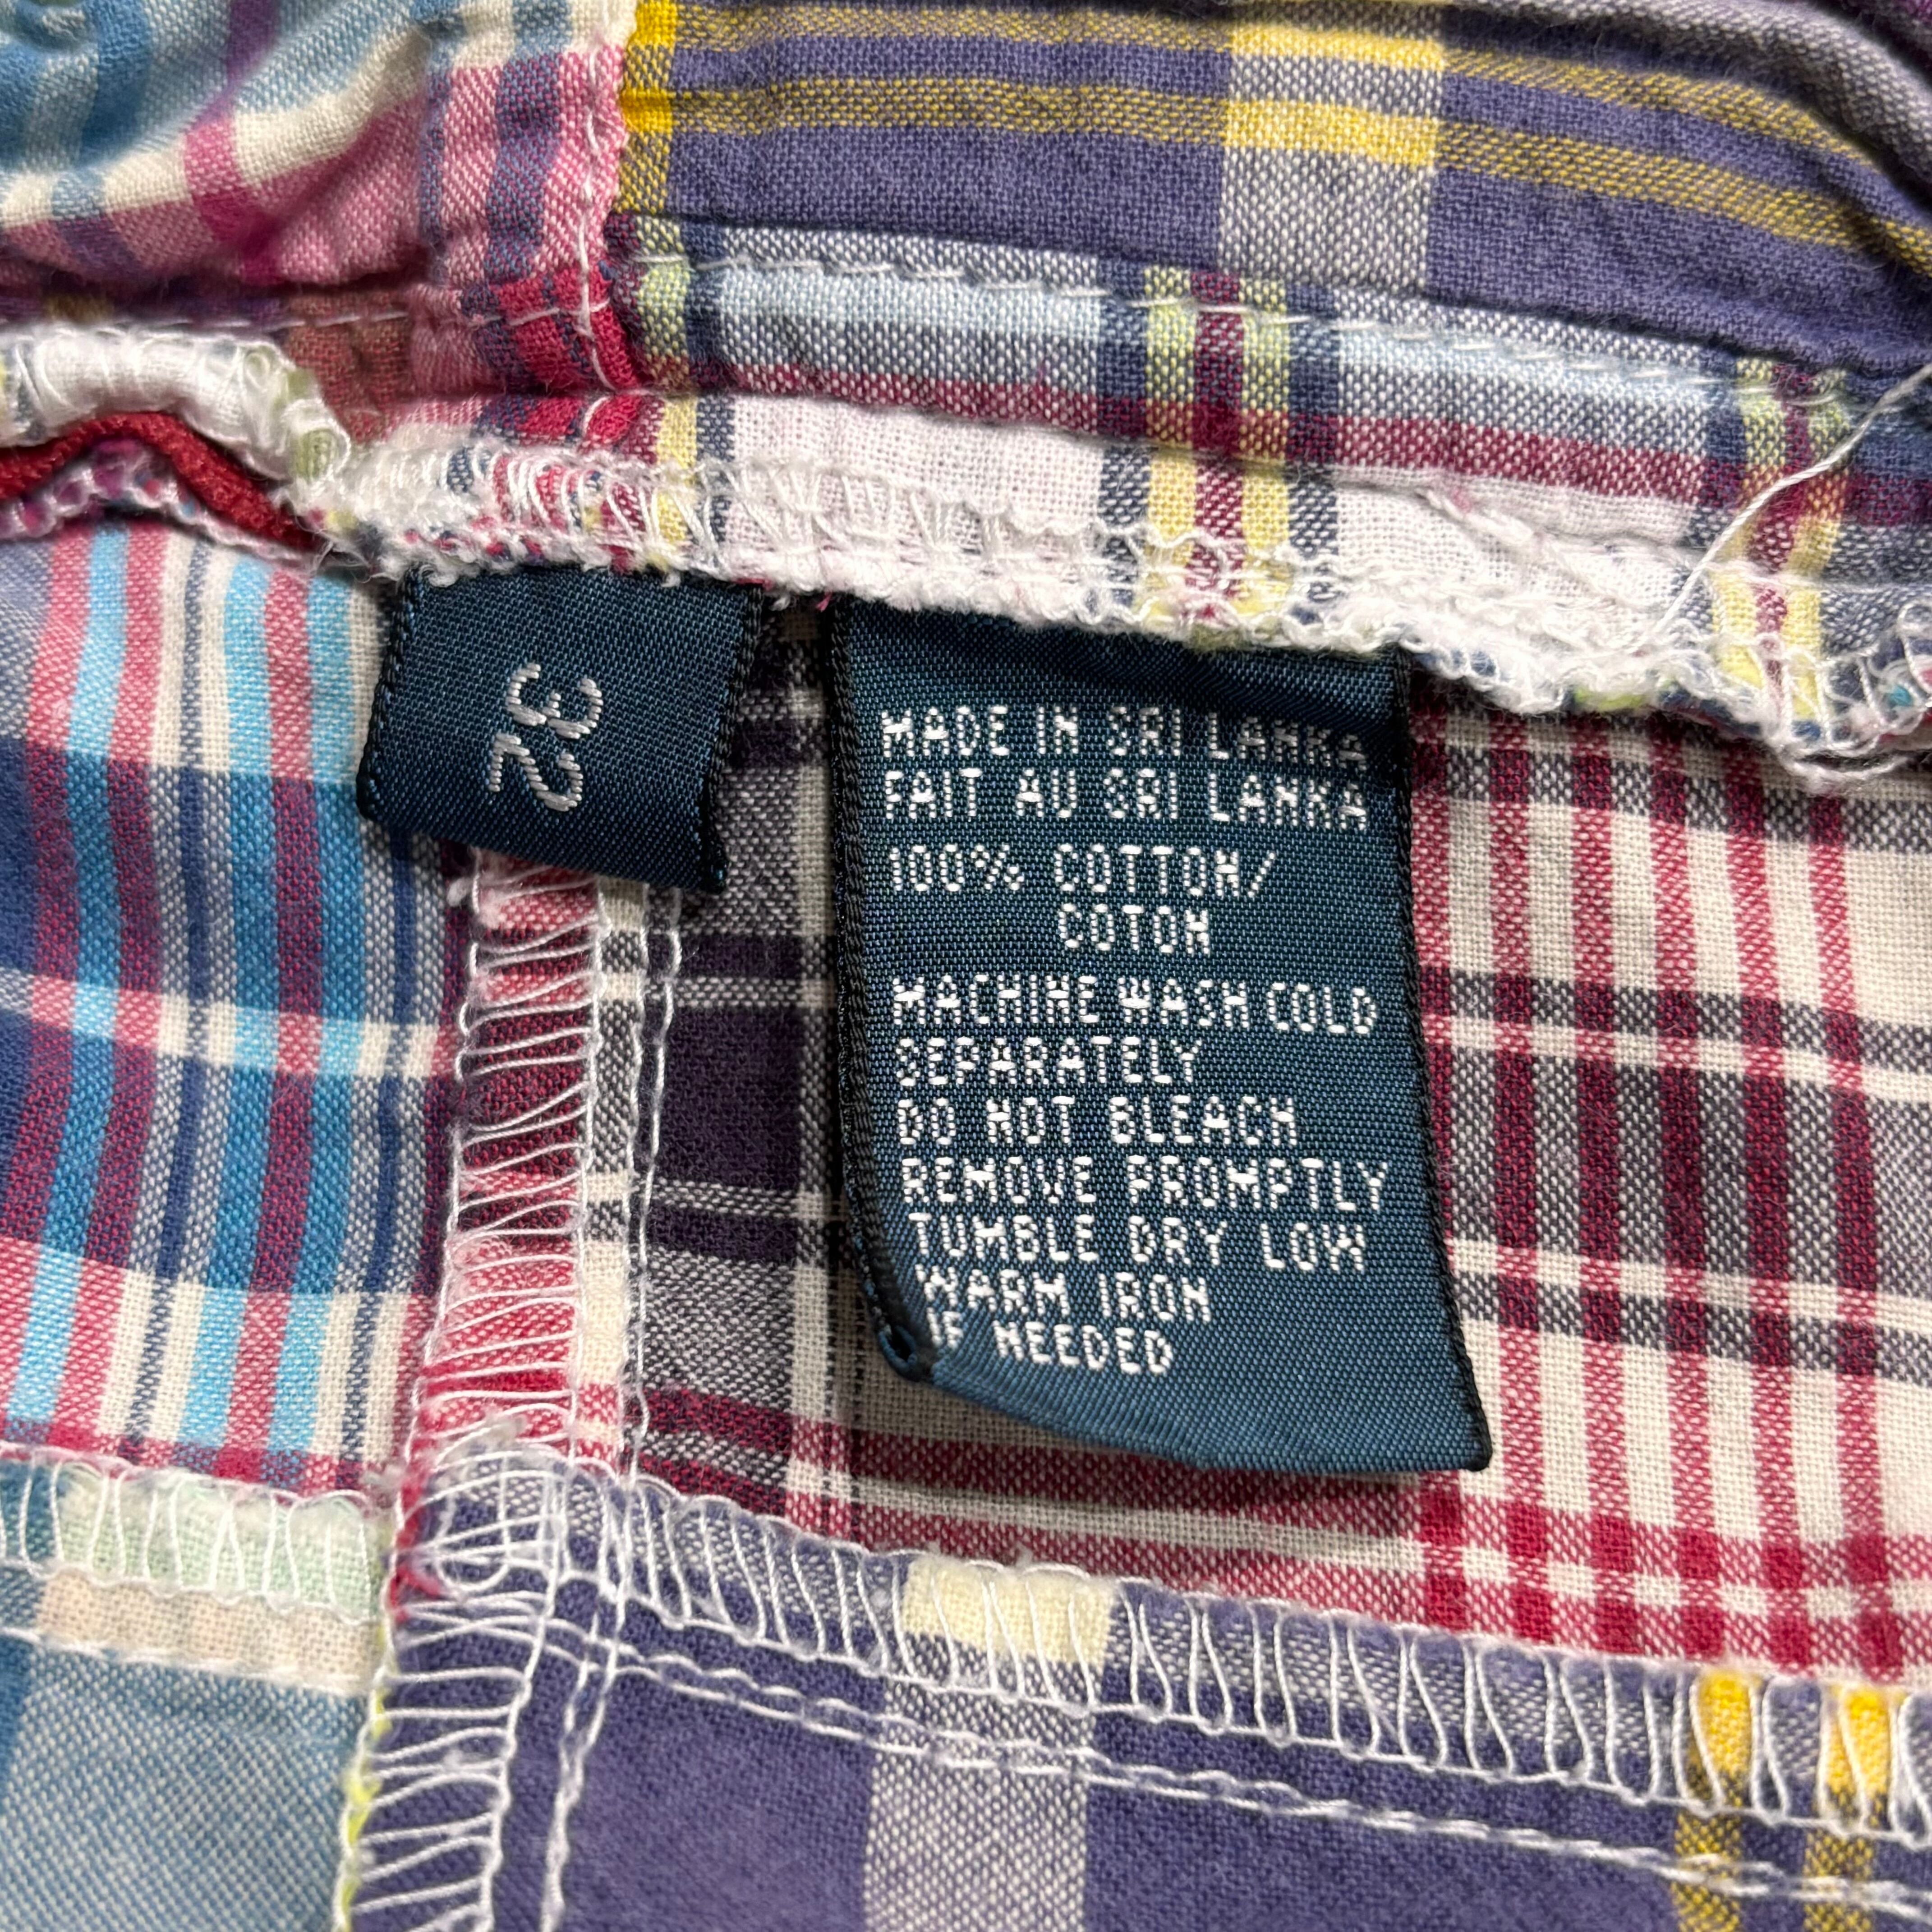 32
MADE IN SRI LANKA
FAIT AU SRI LANKA
100% COTTON/
COTON
MACHINE WASH COLD
SEPARATELY
DO NOT BLEACH
REMOVE PROMPTLY
TUMBLE DRY LOW
WARM IRON
IF NEEDED